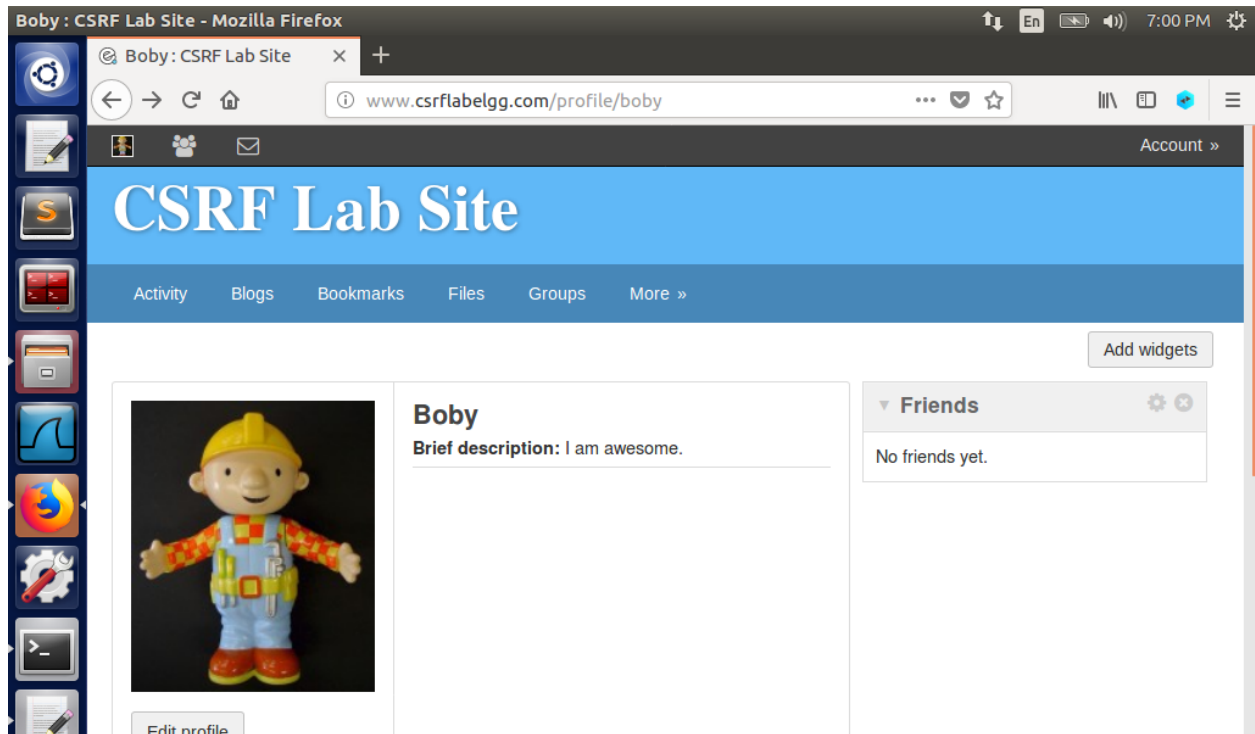 Boby : CSRF Lab Site - Mozilla Firefox
En
7:00 PM
Boby : CSRF Lab Site
www.csrflabelgg.com/profile/boby
Account »
CSRF Lab Site
Activity Blogs Bookmarks Files Groups More »
Add widgets
Boby
Brief description: I am awesome.
Friends
No friends yet.
Edit profile